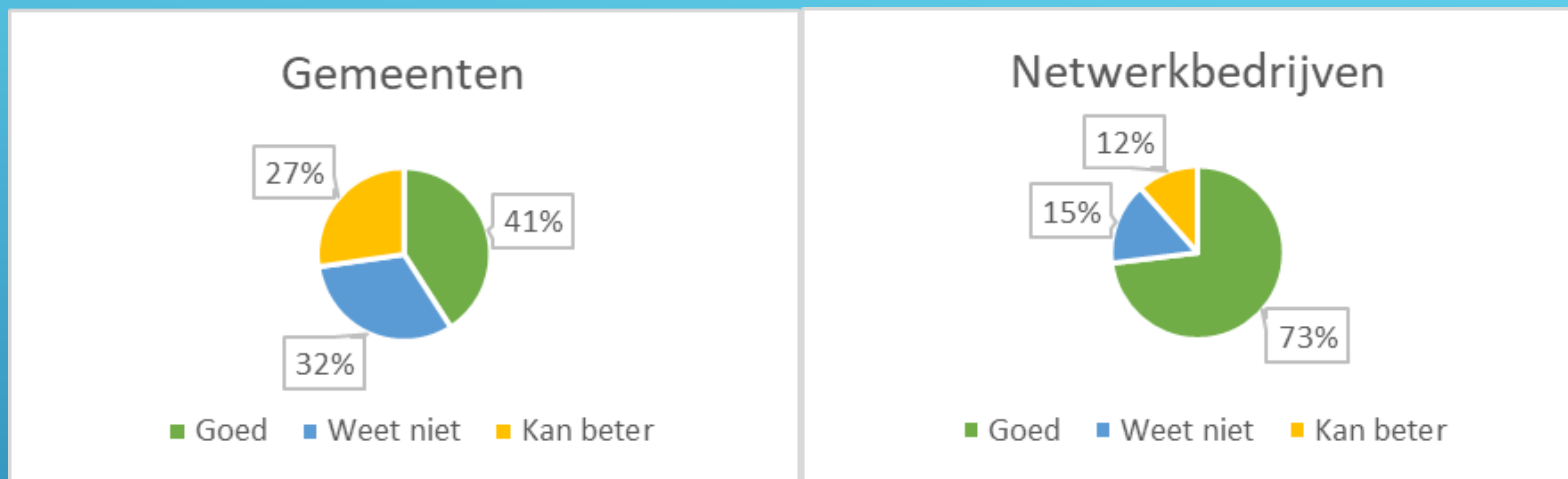 Gemeenten
27%
41%
32%
Goed Weet niet Kan beter
Netwerkbedrijven
12%
15%
73%
Goed Weet niet Kan beter